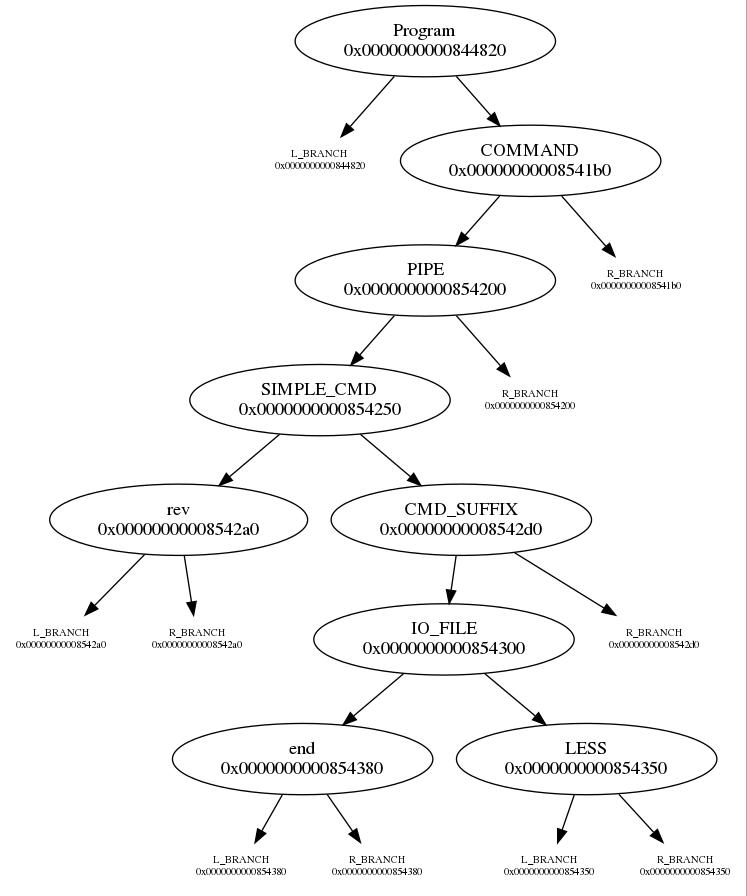 Program
0x0000000000844820
L_BRANCH
0x0000000000844820
COMMAND
0x00000000008541b0
PIPE
0x0000000000854200
R_BRANCH
0x00000000008541b0
SIMPLE_CMD
0x0000000000854250
R_BRANCH
0x0000000000854200
rev
0x00000000008542a0
CMD_SUFFIX
0x00000000008542d0
L_BRANCH
0x00000000008542a0
R_BRANCH
0x00000000008542a0
IO_FILE
0x0000000000854300
R_BRANCH
0x00000000008542d0
end
0x0000000000854380
LESS
0x0000000000854350
L_BRANCH
0x0000000000854380
R_BRANCH
0x0000000000854380
L_BRANCH
0x0000000000854350
R_BRANCH
0x0000000000854350